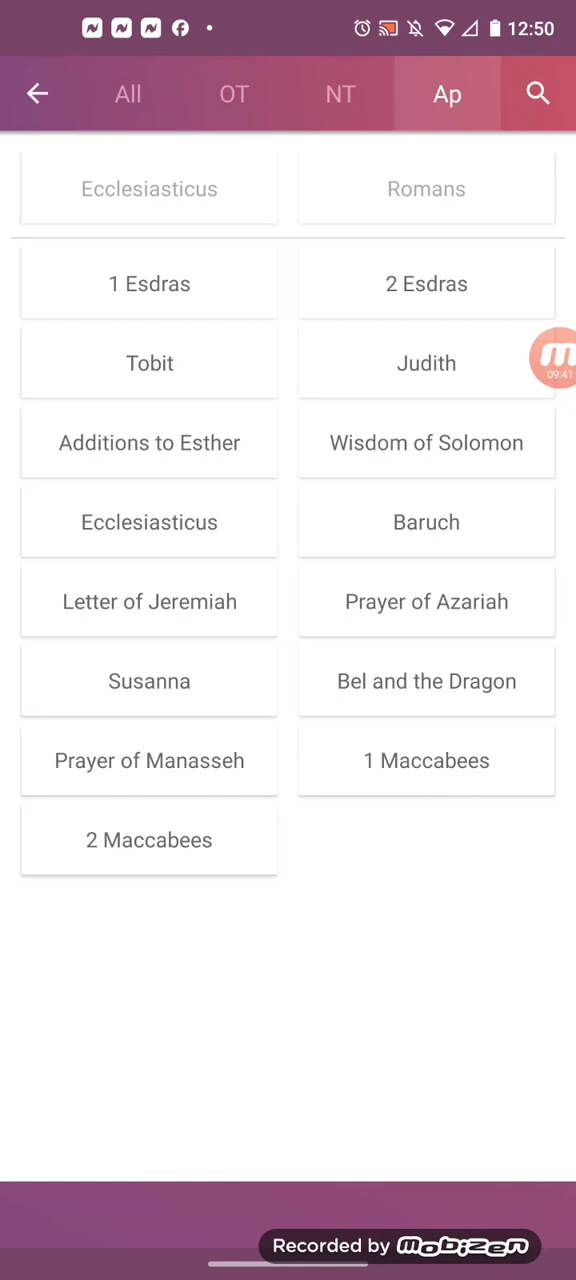 12:50
All OT NT Ap
Ecclesiasticus Romans
1 Esdras 2 Esdras
Tobit Judith
09:41
Additions to Esther Wisdom of Solomon
Ecclesiasticus Baruch
Letter of Jeremiah Prayer of Azariah
Susanna Bel and the Dragon
Prayer of Manasseh 1 Maccabees
2 Maccabees
Recorded by mobizen